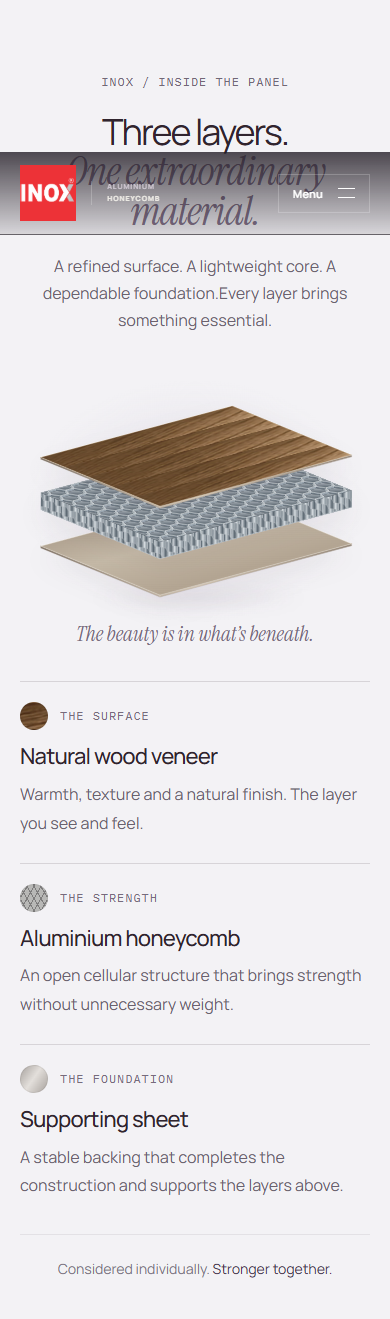 INOX / INSIDE THE PANEL
Three layers.
One extraordinary
material.
INOX®
ALUMINIUM
HONEYCOMB
Menu
A refined surface. A lightweight core. A
dependable foundation.Every layer brings
something essential.
The beauty is in what’s beneath.
THE SURFACE
Natural wood veneer
Warmth, texture and a natural finish. The layer
you see and feel.
THE STRENGTH
Aluminium honeycomb
An open cellular structure that brings strength
without unnecessary weight.
THE FOUNDATION
Supporting sheet
A stable backing that completes the
construction and supports the layers above.
Considered individually. Stronger together.